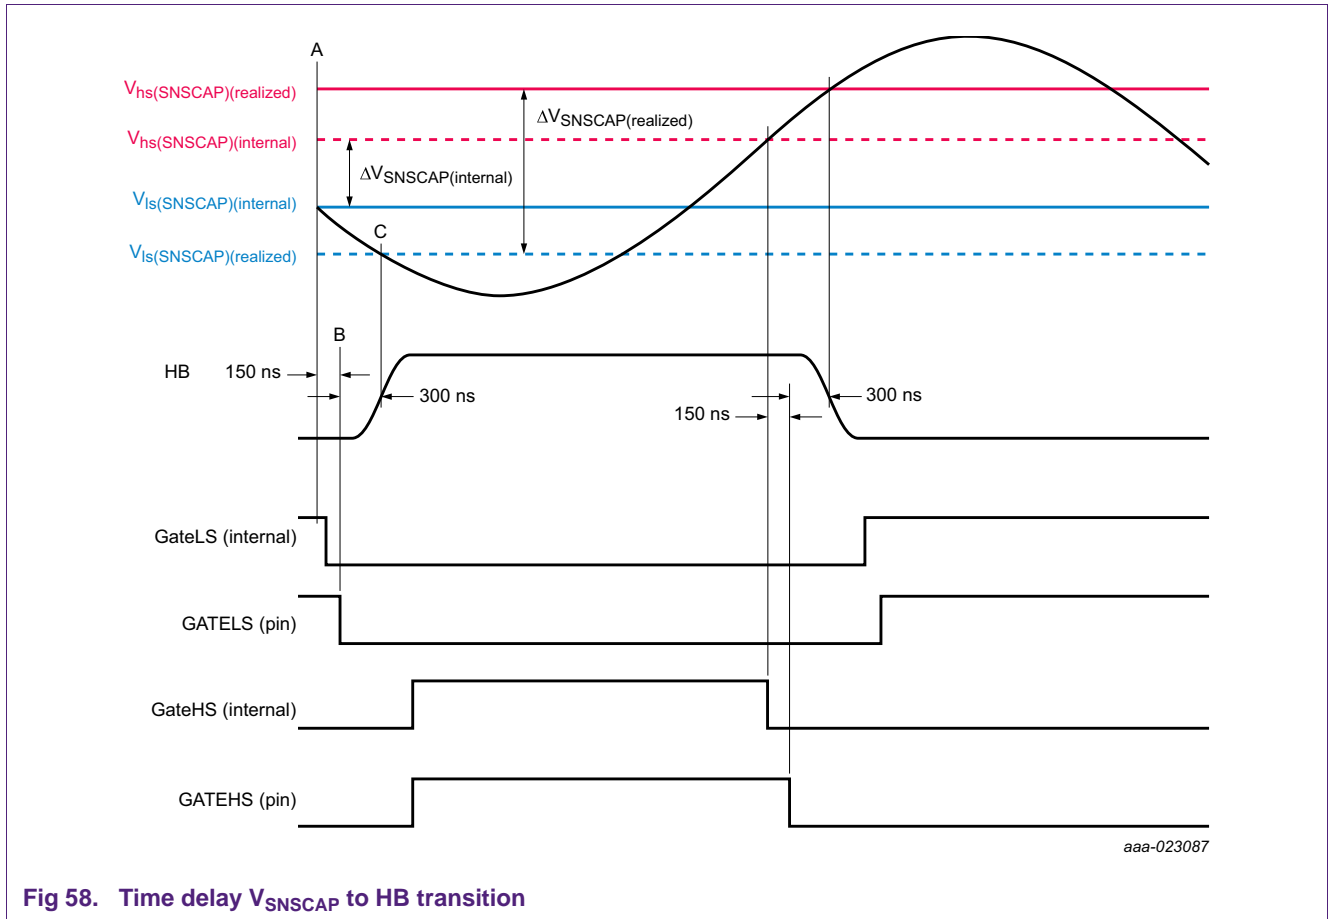 A
Vhs(SNSCAP)(realized)
ΔVSNSCAP(realized)
Vhs(SNSCAP)(internal)
ΔVSNSCAP(internal)
Vls(SNSCAP)(internal)
C
Vls(SNSCAP)(realized)
B
HB 150 ns
300 ns
300 ns
150 ns
GateLS (internal)
GATELS (pin)
GateHS (internal)
GATEHS (pin)
aaa-023087
Fig 58. Time delay VSNSCAP to HB transition